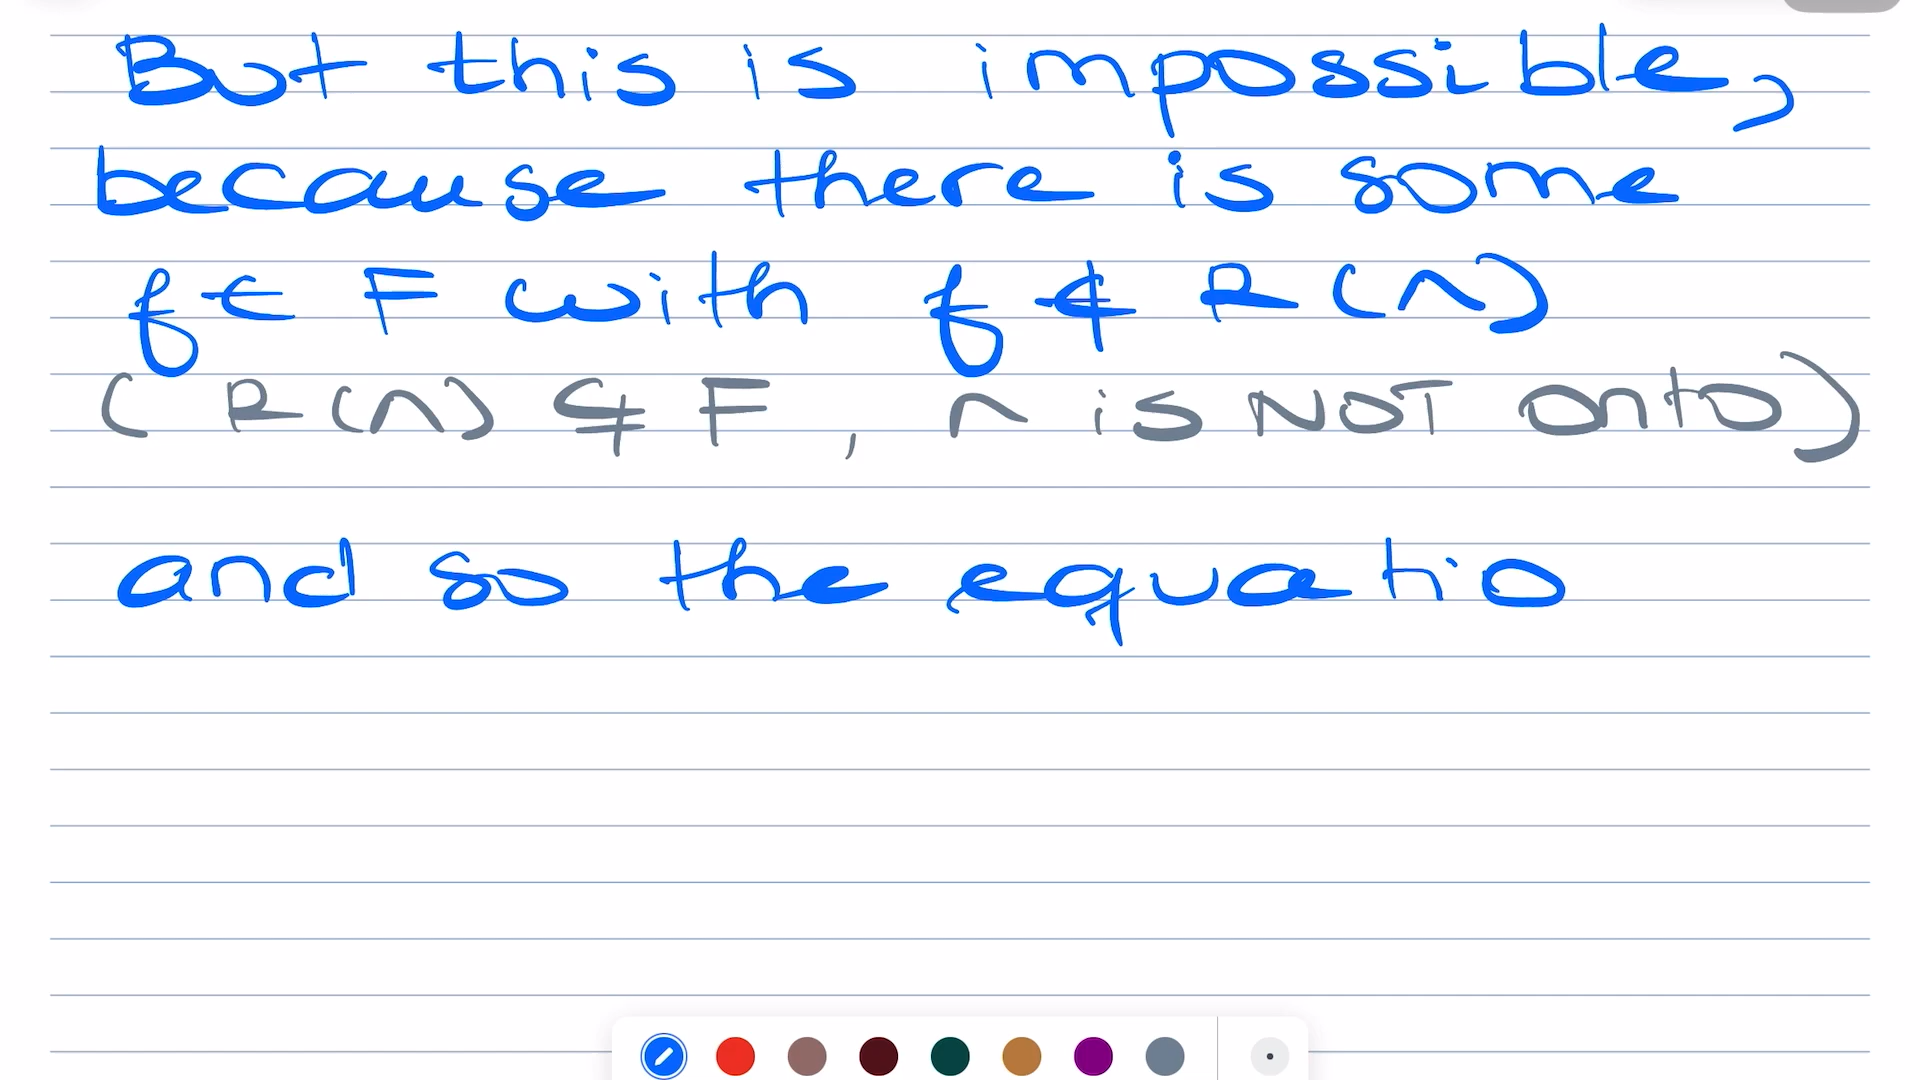 But this is impossible,
because there is some
f ∈ F with f ∉ R(n)
(R(n) ⊊ F, n is NOT onto)
and so the equatio